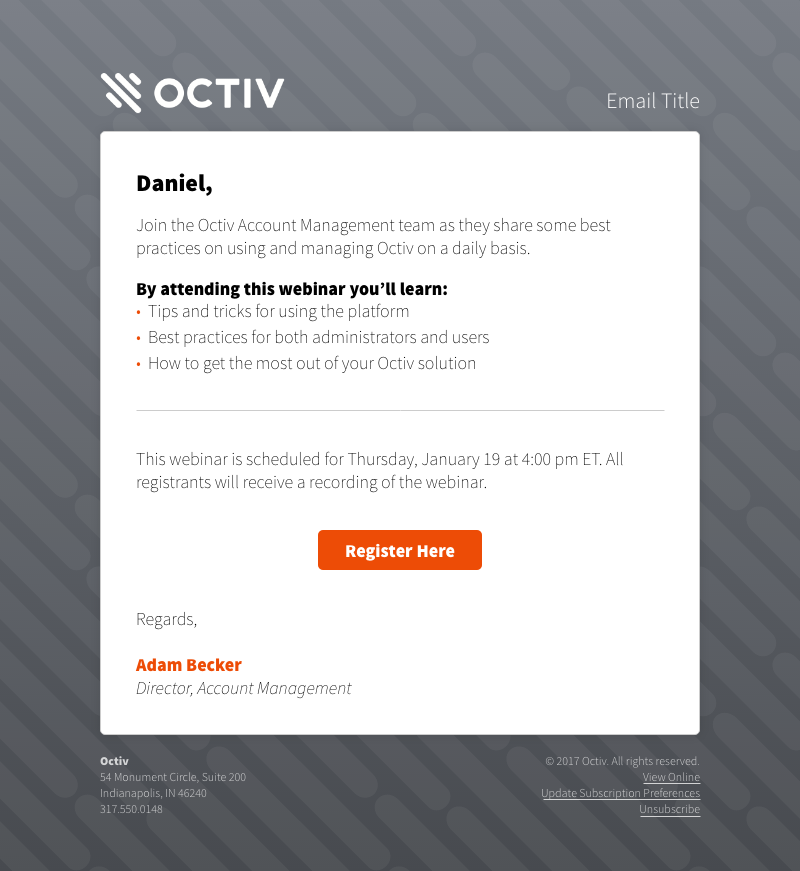 OCTIV
Email Title
Daniel,
Join the Octiv Account Management team as they share some best
practices on using and managing Octiv on a daily basis.
By attending this webinar you’ll learn:
• Tips and tricks for using the platform
• Best practices for both administrators and users
• How to get the most out of your Octiv solution
This webinar is scheduled for Thursday, January 19 at 4:00 pm ET. All
registrants will receive a recording of the webinar.
Register Here
Regards,
Adam Becker
Director, Account Management
Octiv
54 Monument Circle, Suite 200
Indianapolis, IN 46240
317.550.0148
© 2017 Octiv. All rights reserved.
View Online
Update Subscription Preferences
Unsubscribe